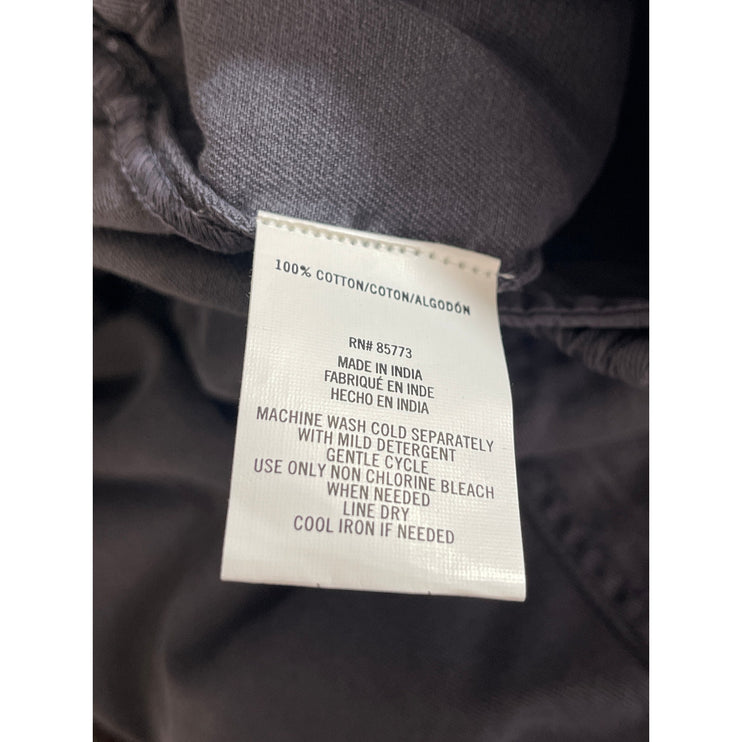 100% COTTON/COTON/ALGODÓN
RN# 85773
MADE IN INDIA
FABRIQUÉ EN INDE
HECHO EN INDIA
MACHINE WASH COLD SEPARATELY
WITH MILD DETERGENT
GENTLE CYCLE
USE ONLY NON CHLORINE BLEACH
WHEN NEEDED
LINE DRY
COOL IRON IF NEEDED